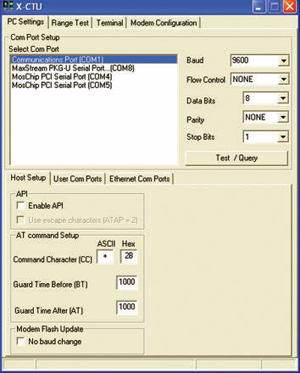 X-CTU
PC Settings Range Test Terminal Modem Configuration
Com Port Setup
Select Com Port
Communications Port (COM1)
MaxStream PKG-U Serial Port...(COM8)
MosChip PCI Serial Port (COM4)
MosChip PCI Serial Port (COM5)
Baud 9600
Flow Control NONE
Data Bits 8
Parity NONE
Stop Bits 1
Test / Query
Host Setup User Com Ports Ethernet Com Ports
API
Enable API
Use escape characters (ATAP = 2)
AT command Setup
ASCII Hex
Command Character (CC) + 2B
Guard Time Before (BT) 1000
Guard Time After (AT) 1000
Modem Flash Update
No baud change